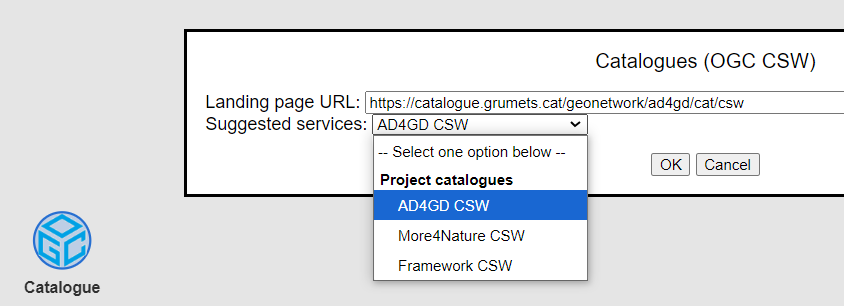 Catalogues (OGC CSW)
Landing page URL: https://catalogue.grumets.cat/geonetwork/ad4gd/cat/csw
Suggested services: AD4GD CSW
-- Select one option below --
Project catalogues
OK Cancel
AD4GD CSW
More4Nature CSW
Framework CSW
OGC
Catalogue